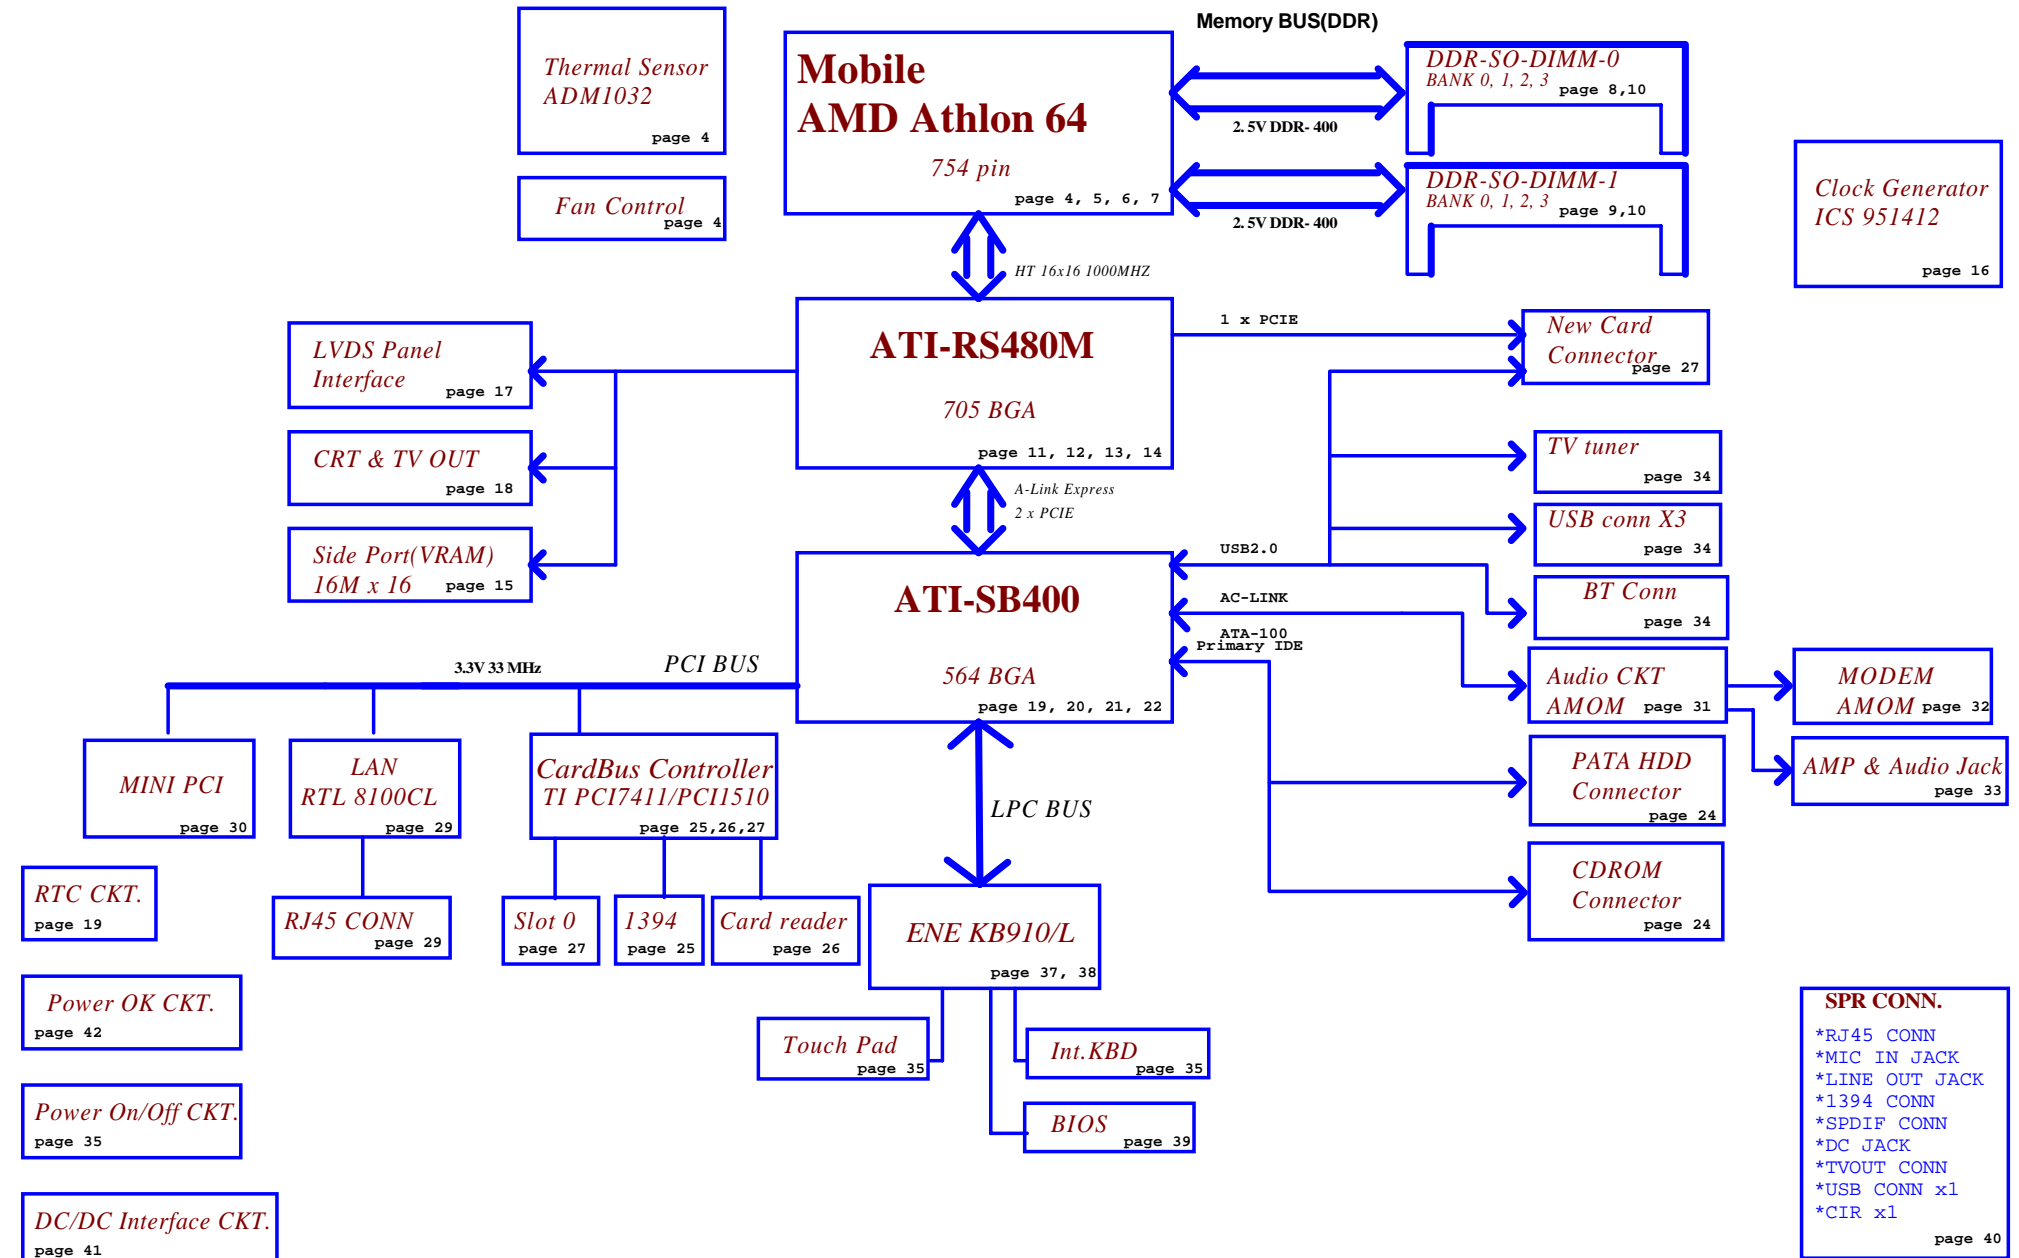 Memory BUS(DDR)
Thermal Sensor
ADM1032
page 4
Fan Control
page 4
Mobile
AMD Athlon 64
754 pin
page 4, 5, 6, 7
2.5V DDR-400
2.5V DDR-400
DDR-SO-DIMM-0
BANK 0, 1, 2, 3
page 8,10
DDR-SO-DIMM-1
BANK 0, 1, 2, 3
page 9,10
Clock Generator
ICS 951412
page 16
HT 16x16 1000MHZ
LVDS Panel
Interface
page 17
CRT & TV OUT
page 18
Side Port(VRAM)
16M x 16
page 15
ATI-RS480M
705 BGA
page 11, 12, 13, 14
1 x PCIE
New Card
Connector
page 27
TV tuner
page 34
USB conn X3
page 34
BT Conn
page 34
A-Link Express
2 x PCIE
ATI-SB400
564 BGA
page 19, 20, 21, 22
USB2.0
AC-LINK
ATA-100
Primary IDE
Audio CKT
AMOM
page 31
MODEM
AMOM
page 32
AMP & Audio Jack
page 33
PATA HDD
Connector
page 24
CDROM
Connector
page 24
3.3V 33 MHz
PCI BUS
MINI PCI
page 30
LAN
RTL 8100CL
page 29
CardBus Controller
TI PCI7411/PCI1510
page 25,26,27
LPC BUS
RTC CKT.
page 19
RJ45 CONN
page 29
Slot 0
page 27
1394
page 25
Card reader
page 26
ENE KB910/L
page 37, 38
Power OK CKT.
page 42
Touch Pad
page 35
Int.KBD
page 35
BIOS
page 39
Power On/Off CKT.
page 35
DC/DC Interface CKT.
page 41
SPR CONN.
*RJ45 CONN
*MIC IN JACK
*LINE OUT JACK
*1394 CONN
*SPDIF CONN
*DC JACK
*TVOUT CONN
*USB CONN x1
*CIR x1
page 40